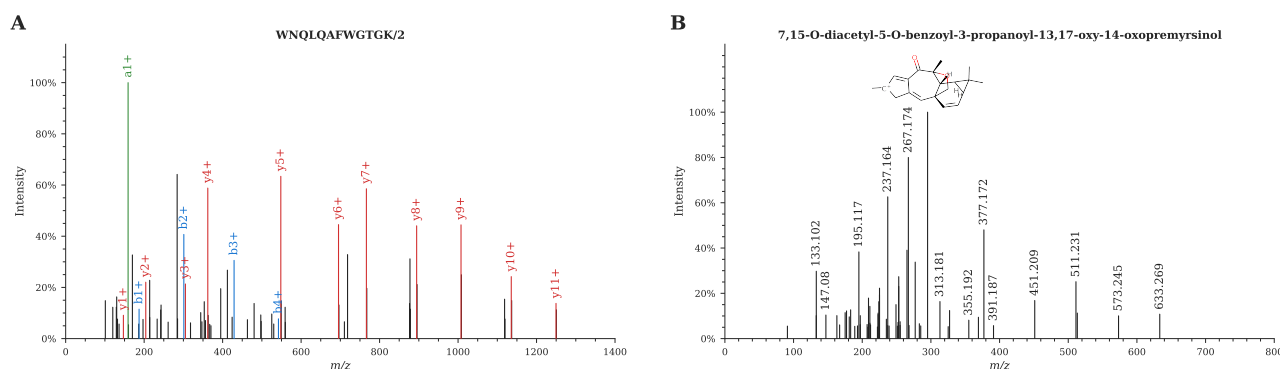 A
WNQLQAFWGTGK/2
Intensity
100%
80%
60%
40%
20%
0%
a1+
y1+
b1+
y2+
b2+
y3+
y4+
b3+
b4+
y5+
y6+
y7+
y8+
y9+
y10+
y11+
0
200
400
600
800
1000
1200
1400
m/z
B
7,15-O-diacetyl-5-O-benzoyl-3-propanoyl-13,17-oxy-14-oxopremyrsinol
Intensity
100%
80%
60%
40%
20%
0%
133.102
147.08
195.117
237.164
267.174
313.181
355.192
377.172
391.187
451.209
511.231
573.245
633.269
0
100
200
300
400
500
600
700
800
m/z